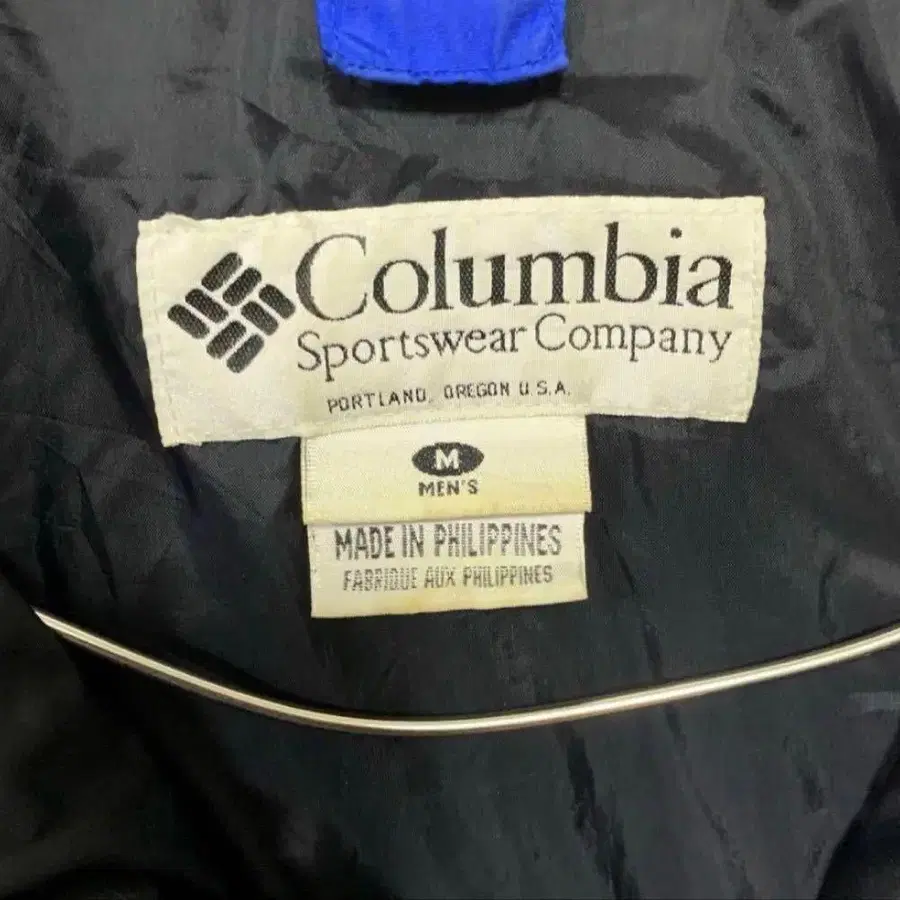 Columbia
Sportswear Company
PORTLAND, OREGON U.S.A.
M
MEN'S
MADE IN PHILIPPINES
FABRIQUE AUX PHILIPPINES